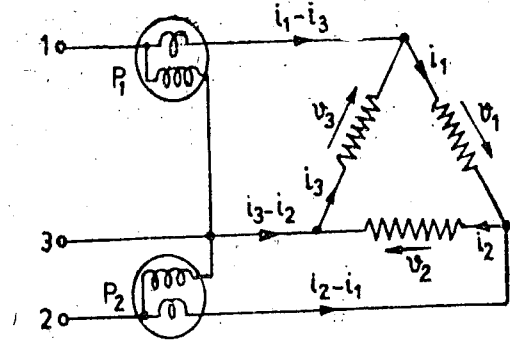 1 i₁-i₃
P₁ i₁
v₃ v₁
i₃
3 i₃-i₂ i₂
v₂
P₂
2 i₂-i₁